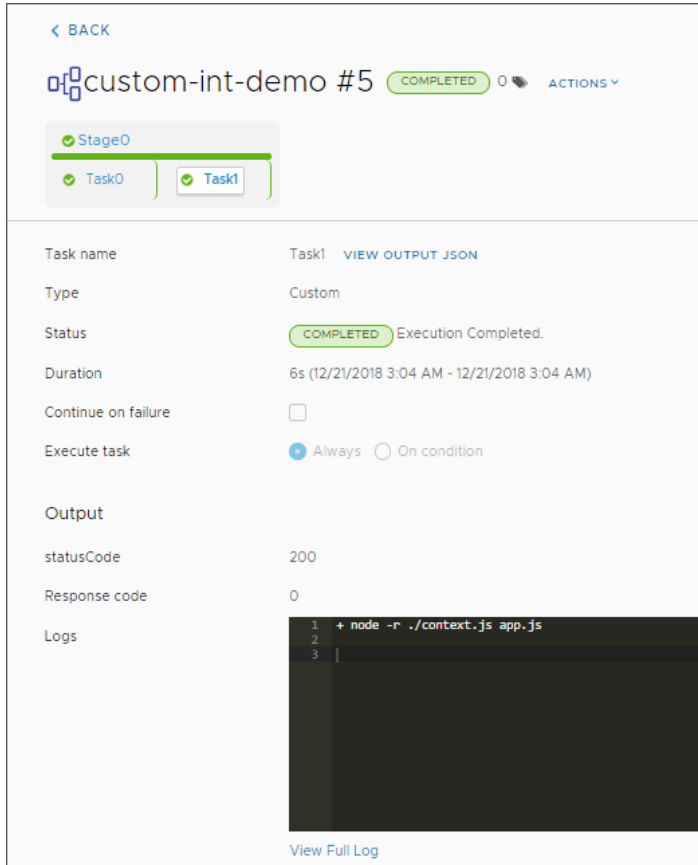 BACK
custom-int-demo #5 COMPLETED 0 ACTIONS
Stage0
Task0 Task1
Task name Task1 VIEW OUTPUT JSON
Type Custom
Status COMPLETED Execution Completed.
Duration 6s (12/21/2018 3:04 AM - 12/21/2018 3:04 AM)
Continue on failure
Execute task Always On condition
Output
statusCode 200
Response code 0
Logs 1 + node -r ./context.js app.js
2
3
View Full Log